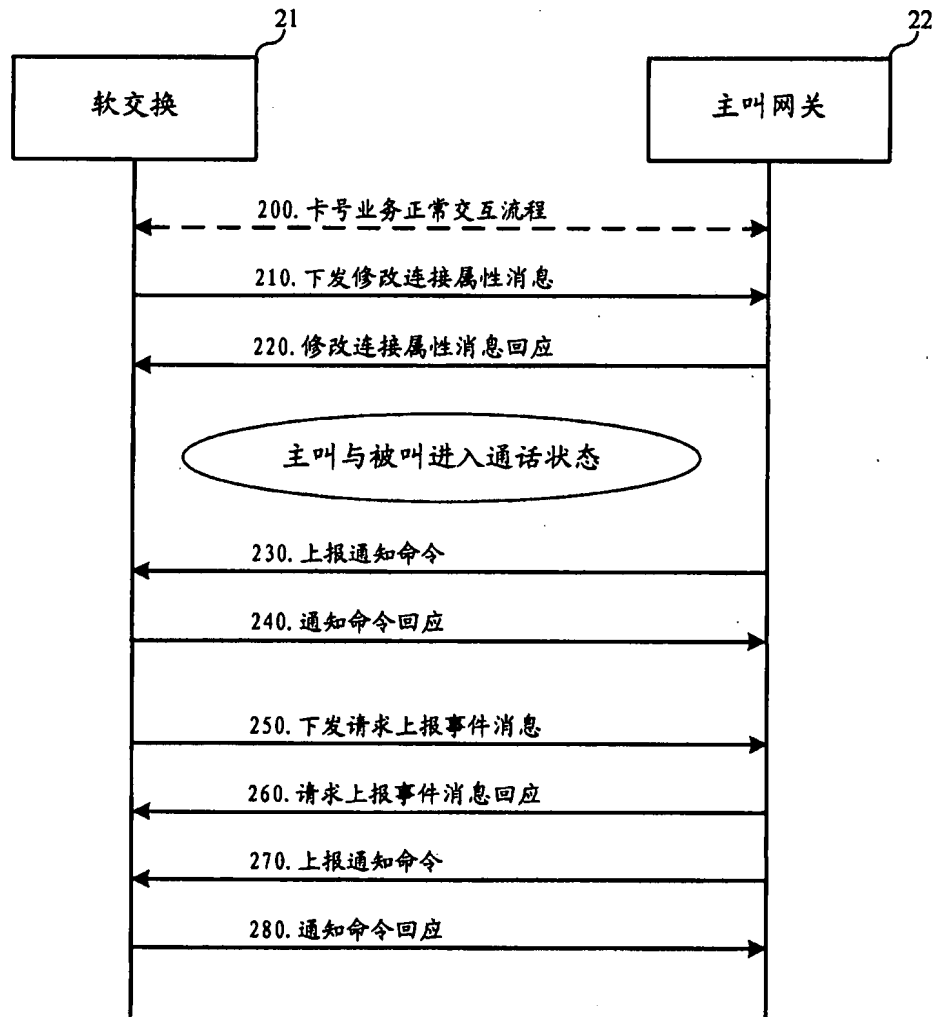 21
22
软交换
主叫网关
200.卡号业务正常交互流程
210.下发修改连接属性消息
220.修改连接属性消息回应
主叫与被叫进入通话状态
230.上报通知命令
240.通知命令回应
250.下发请求上报事件消息
260.请求上报事件消息回应
270.上报通知命令
280.通知命令回应